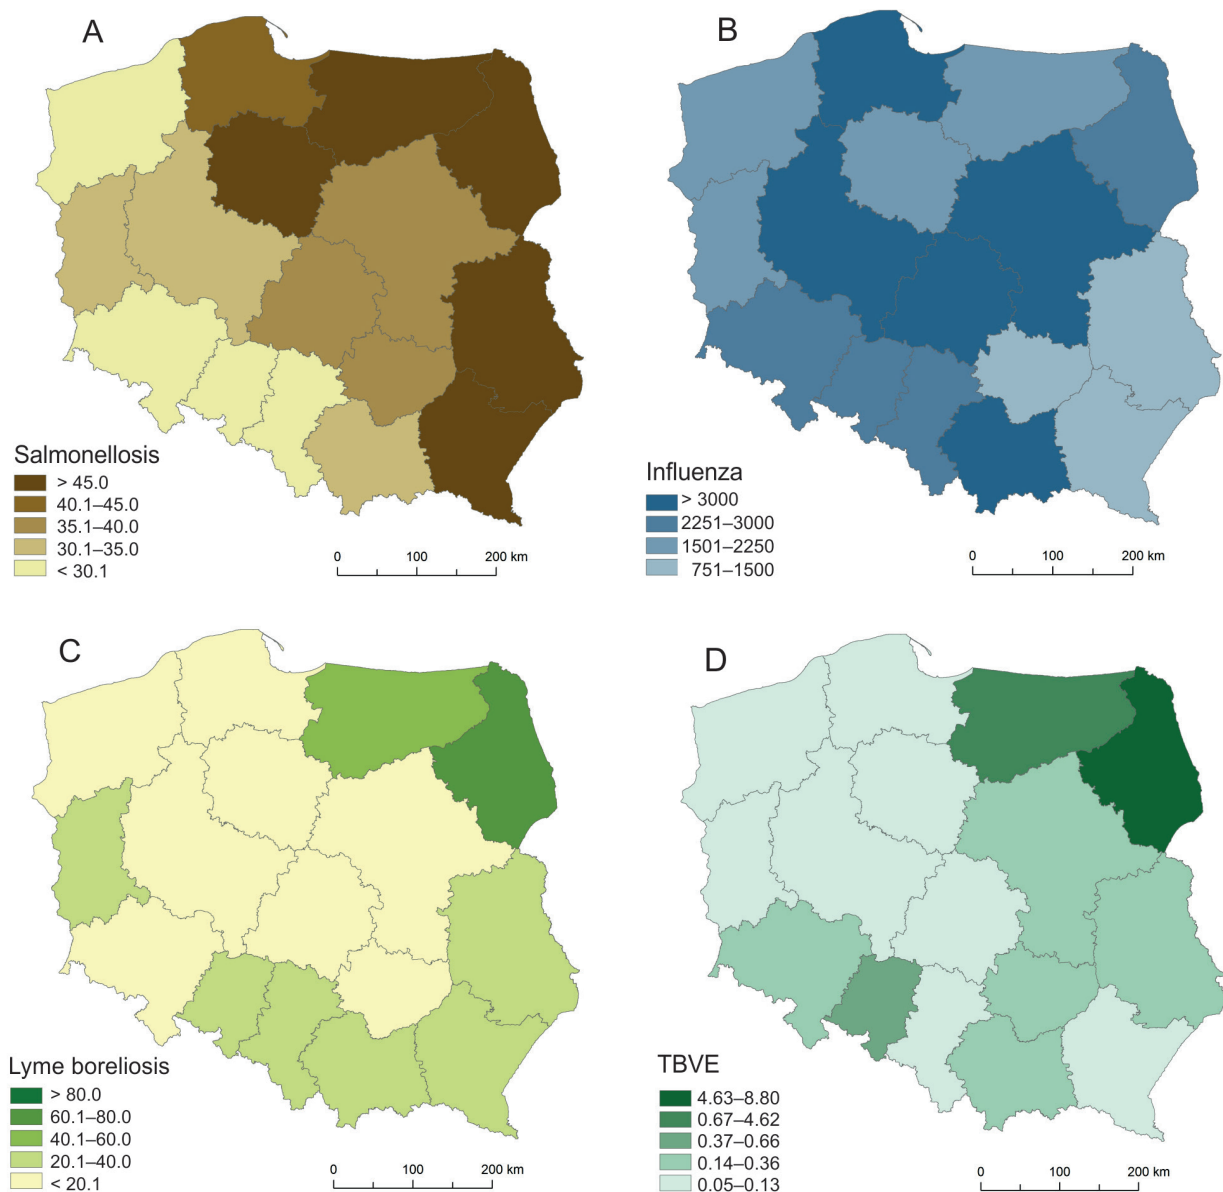 A
Salmonellosis
> 45.0
40.1–45.0
35.1–40.0
30.1–35.0
< 30.1
0 100 200 km
B
Influenza
> 3000
2251–3000
1501–2250
751–1500
0 100 200 km
C
Lyme boreliosis
> 80.0
60.1–80.0
40.1–60.0
20.1–40.0
< 20.1
0 100 200 km
D
TBVE
4.63–8.80
0.67–4.62
0.37–0.66
0.14–0.36
0.05–0.13
0 100 200 km